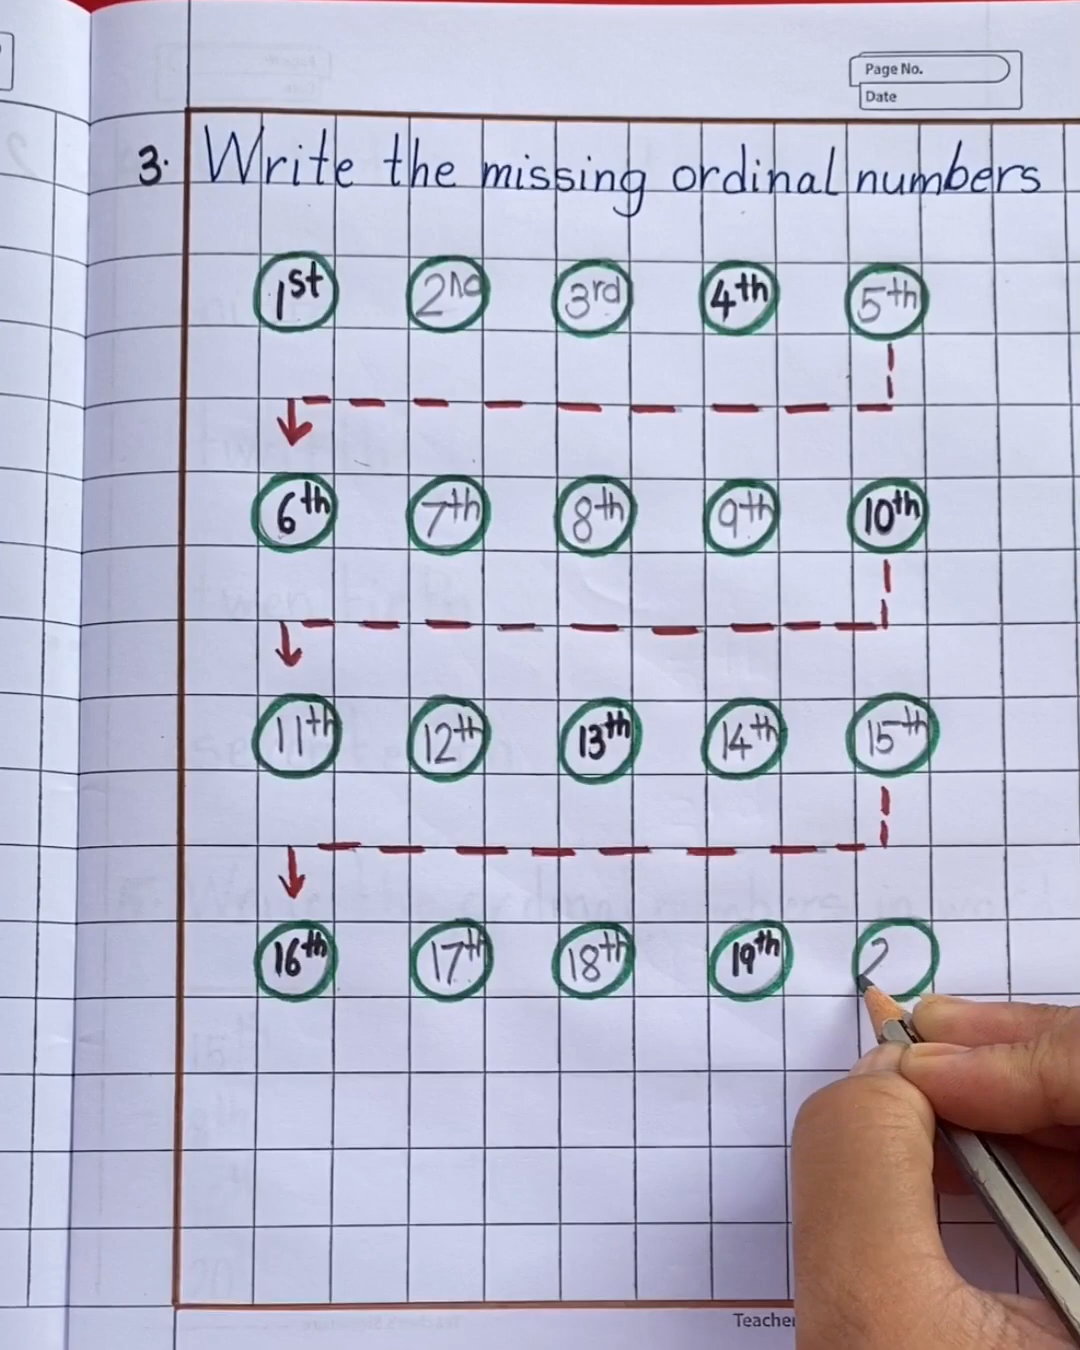 Page No.
Date
3. Write the missing ordinal numbers
1st 2nd 3rd 4th 5th
6th 7th 8th 9th 10th
11th 12th 13th 14th 15th
16th 17th 18th 19th 2
Teacher